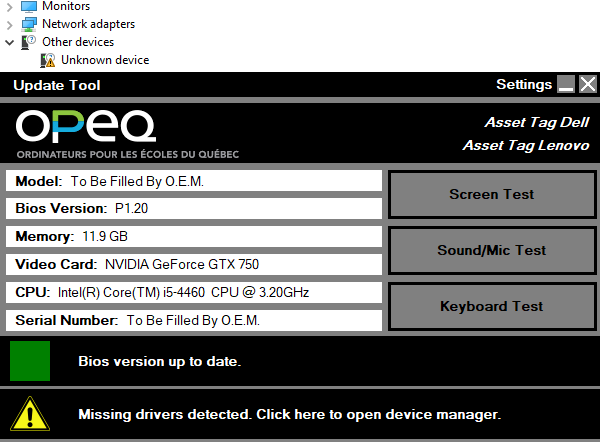 Monitors
Network adapters
Other devices
Unknown device
Update Tool Settings
OPEQ
ORDINATEURS POUR LES ÉCOLES DU QUÉBEC
Asset Tag Dell
Asset Tag Lenovo
Model: To Be Filled By O.E.M.
Bios Version: P1.20
Memory: 11.9 GB
Video Card: NVIDIA GeForce GTX 750
CPU: Intel(R) Core(TM) i5-4460 CPU @ 3.20GHz
Serial Number: To Be Filled By O.E.M.
Screen Test
Sound/Mic Test
Keyboard Test
Bios version up to date.
Missing drivers detected. Click here to open device manager.